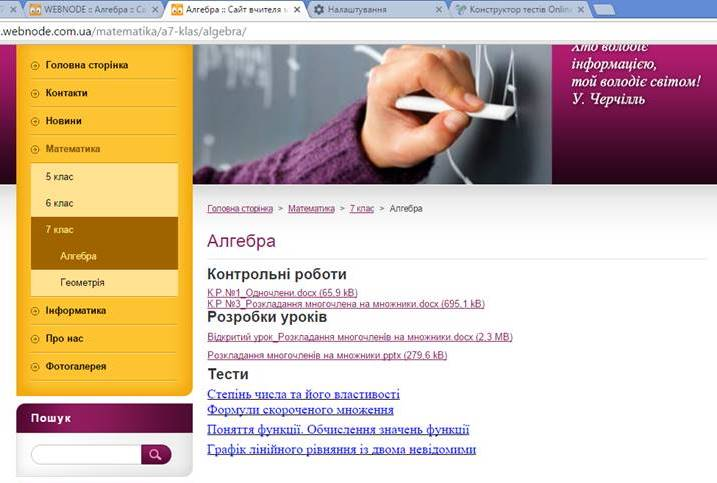 WEBNODE :: Алгебра :: Са
Алгебра :: Сайт вчителя м
Налаштування
Конструктор тестів Online
.webnode.com.ua/matematika/a7-klas/algebra/
Хто володіє
інформацією,
той володіє світом!
У. Черчілль
Головна сторінка
Контакти
Новини
Математика
5 клас
6 клас
7 клас
Алгебра
Геометрія
Інформатика
Про нас
Фотогалерея
Пошук
Головна сторінка > Математика > 7 клас > Алгебра
Алгебра
Контрольні роботи
К.Р №1_Одночлени.docx (65,9 kB)
К.Р №3_Розкладання многочлена на множники.docx (695,1 kB)
Розробки уроків
Відкритий урок_Розкладання многочленів на множники.docx (2,3 MB)
Розкладання многочленів на множники.pptx (279,6 kB)
Тести
Степінь числа та його властивості
Формули скороченого множення
Поняття функції. Обчислення значень функції
Графік лінійного рівняння із двома невідомими